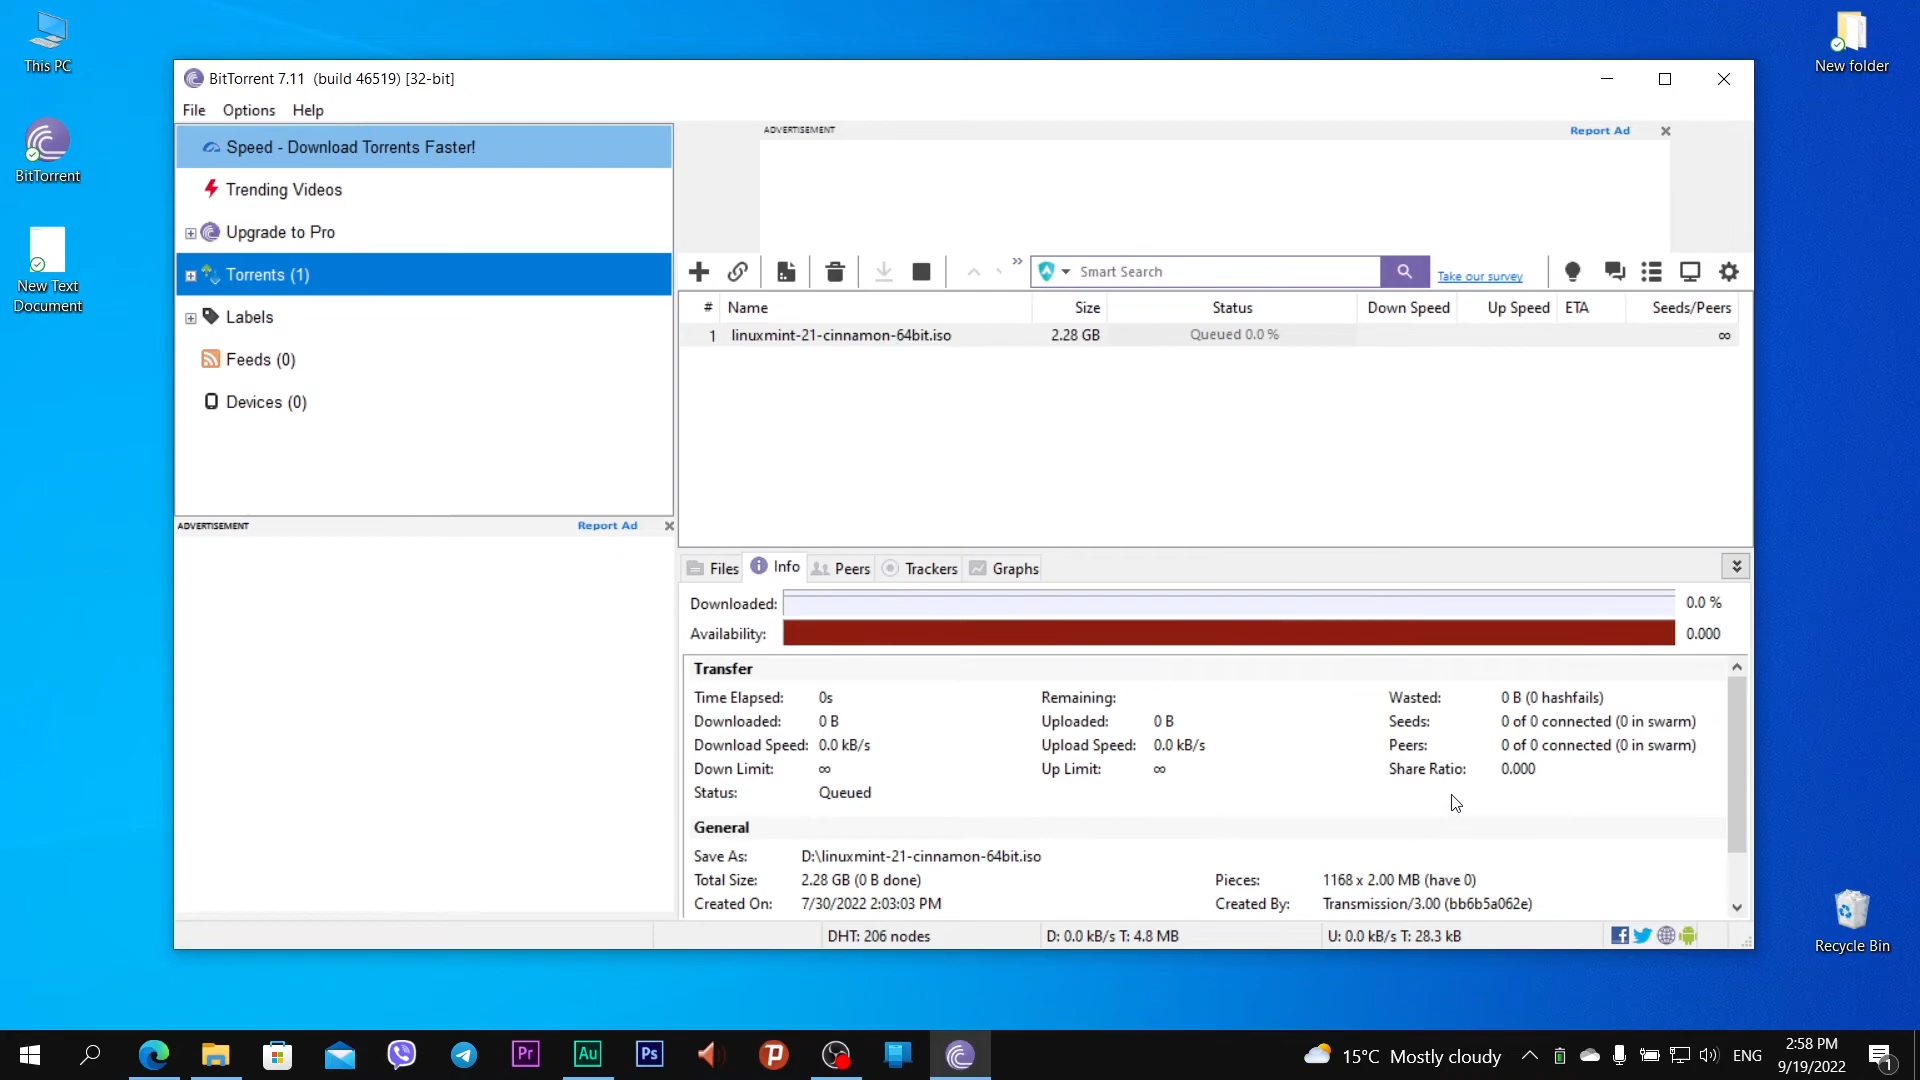 This PC
BitTorrent
New Text
Document
New folder
Recycle Bin
BitTorrent 7.11 (build 46519) [32-bit]
File Options Help
Speed - Download Torrents Faster!
Trending Videos
Upgrade to Pro
Torrents (1)
Labels
Feeds (0)
Devices (0)
ADVERTISEMENT Report Ad
ADVERTISEMENT Report Ad
Smart Search
Take our survey
# Name Size Status Down Speed Up Speed ETA Seeds/Peers
1 linuxmint-21-cinnamon-64bit.iso 2.28 GB Queued 0.0 % ∞
Files Info Peers Trackers Graphs
Downloaded: 0.0 %
Availability: 0.000
Transfer
Time Elapsed: 0s Remaining: Wasted: 0 B (0 hashfails)
Downloaded: 0 B Uploaded: 0 B Seeds: 0 of 0 connected (0 in swarm)
Download Speed: 0.0 kB/s Upload Speed: 0.0 kB/s Peers: 0 of 0 connected (0 in swarm)
Down Limit: ∞ Up Limit: ∞ Share Ratio: 0.000
Status: Queued
General
Save As: D:\linuxmint-21-cinnamon-64bit.iso
Total Size: 2.28 GB (0 B done) Pieces: 1168 x 2.00 MB (have 0)
Created On: 7/30/2022 2:03:03 PM Created By: Transmission/3.00 (bb6b5a062e)
DHT: 206 nodes D: 0.0 kB/s T: 4.8 MB U: 0.0 kB/s T: 28.3 kB
Pr Au Ps
15°C Mostly cloudy
ENG
2:58 PM
9/19/2022
1